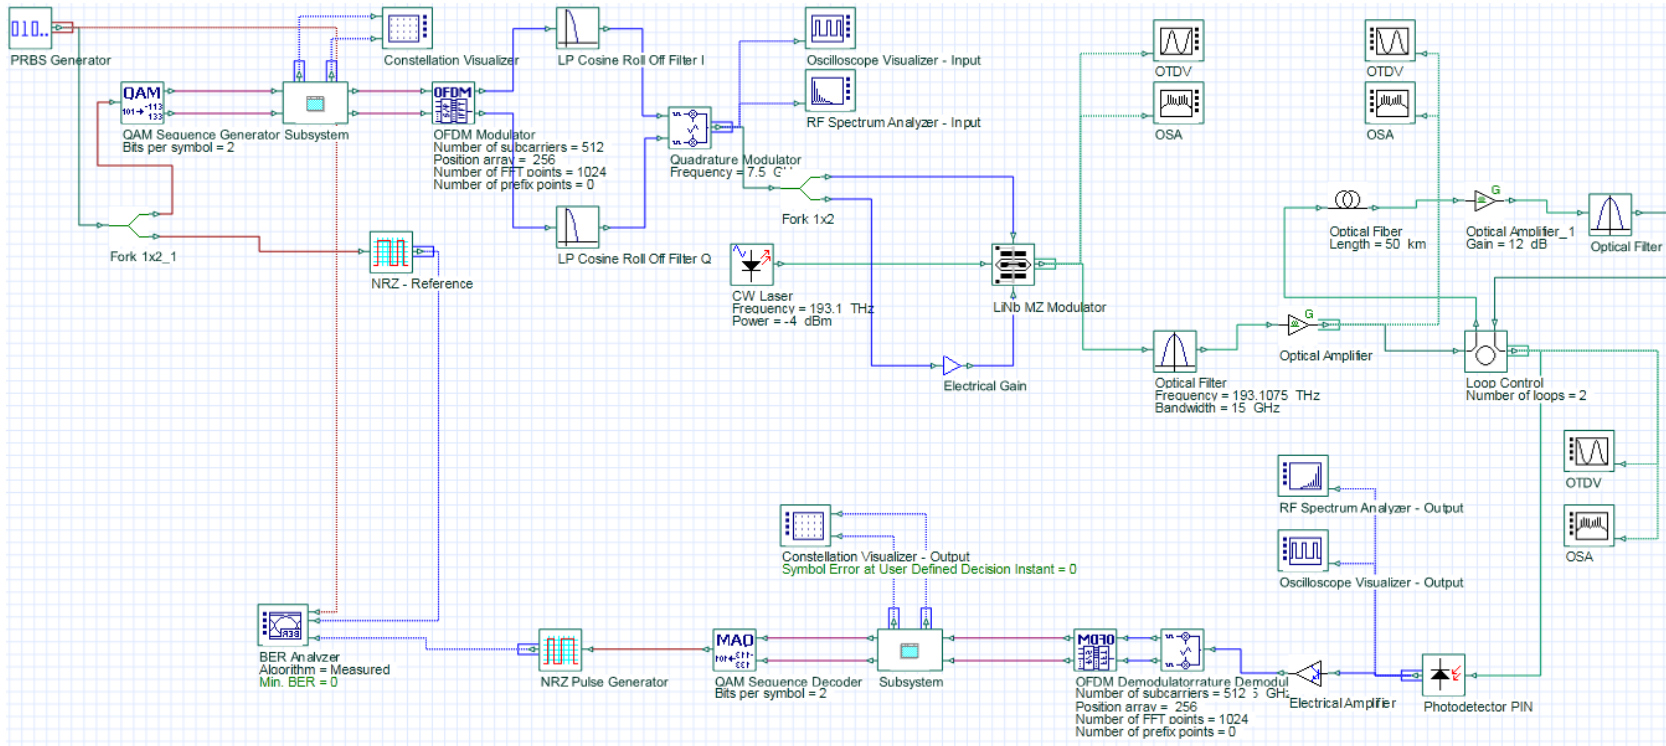 010..
PRBS Generator
Constellation Visualizer
LP Cosine Roll Off Filter I
Oscilloscope Visualizer - Input
OTDV
OTDV
QAM
101 -113
133
QAM Sequence Generator
Bits per symbol = 2
Subsystem
OFDM
OFDM Modulator
Number of subcarriers = 512
Position array = 256
Number of FFT points = 1024
Number of prefix points = 0
RF Spectrum Analyzer - Input
OSA
OSA
Quadrature Modulator
Frequency = 7.5
Fork 1x2
Fork 1x2_1
NRZ - Reference
LP Cosine Roll Off Filter Q
CW Laser
Frequency = 193.1 THz
Power = -4 dBm
LiNb MZ Modulator
Electrical Gain
Optical Fiber
Length = 50 km
G
Optical Amplifier_1
Gain = 12 dB
Optical Filter
G
Optical Amplifier
Optical Filter
Frequency = 193.1075 THz
Bandwidth = 15 GHz
Loop Control
Number of loops = 2
OTDV
RF Spectrum Analyzer - Output
OSA
Oscilloscope Visualizer - Output
Constellation Visualizer - Output
Symbol Error at User Defined Decision Instant = 0
BER Analyzer
Algorithm = Measured
Min. BER = 0
NRZ Pulse Generator
QAM Sequence Decoder
Bits per symbol = 2
Subsystem
OFDM Demodulator
Number of subcarriers = 512
Position array = 256
Number of FFT points = 1024
Number of prefix points = 0
Electrical Amplifier
Photodetector PIN